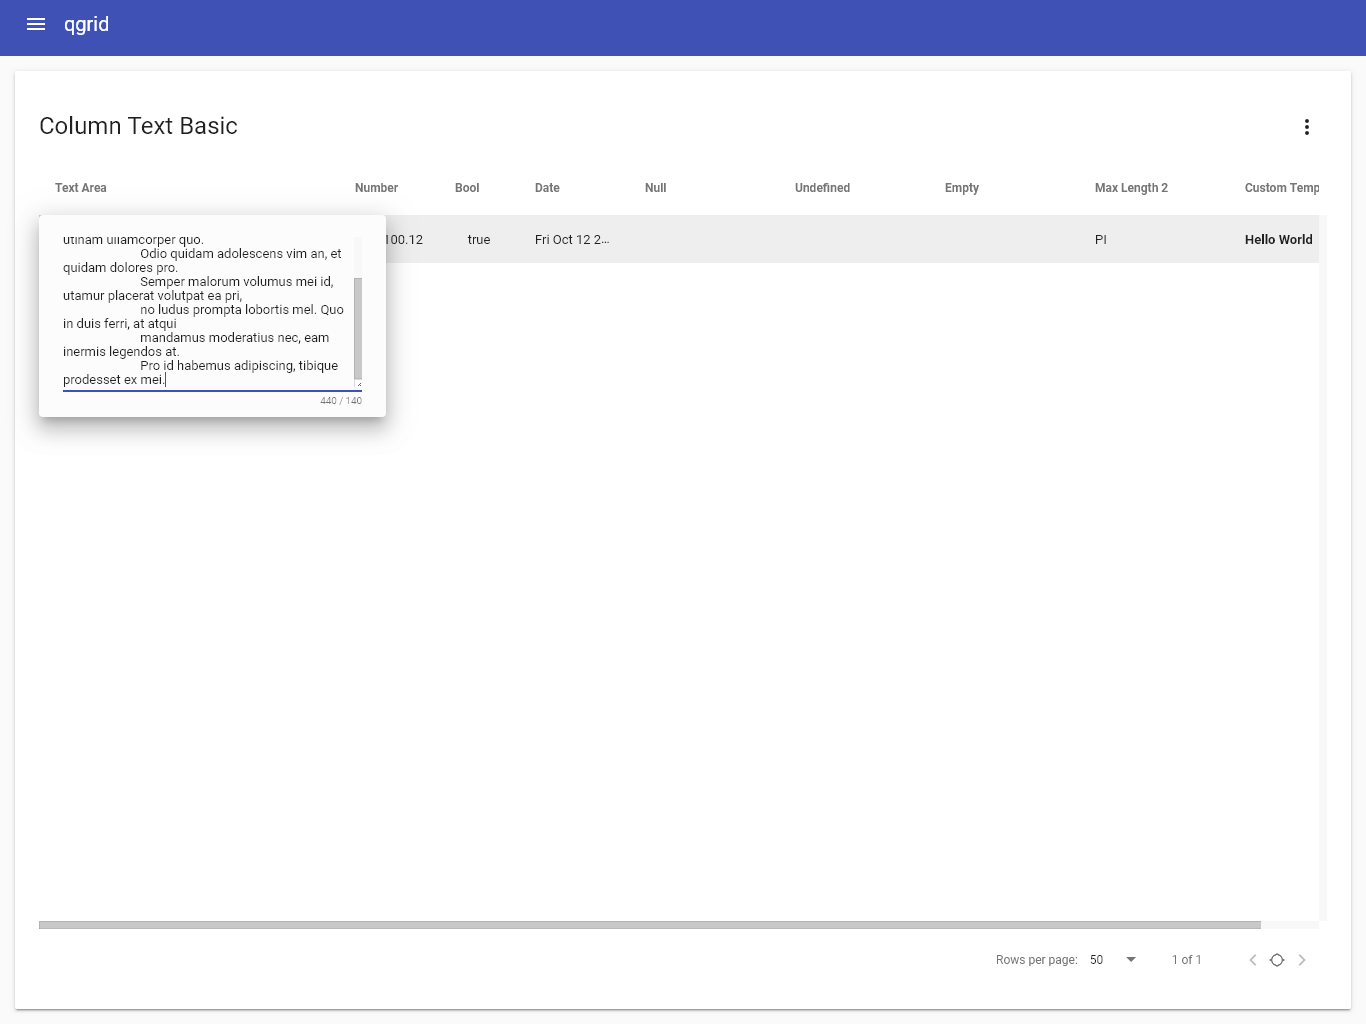 qgrid
Column Text Basic
Text Area Number Bool Date Null Undefined Empty Max Length 2 Custom Temp
utinam ullamcorper quo.
Odio quidam adolescens vim an, et
quidam dolores pro.
Semper malorum volumus mei id,
utamur placerat volutpat ea pri,
no ludus prompta lobortis mel. Quo
in duis ferri, at atqui
mandamus moderatius nec, eam
inermis legendos at.
Pro id habemus adipiscing, tibique
prodesset ex mei.
440 / 140
100.12 true Fri Oct 12 2... PI Hello World
Rows per page: 50 1 of 1